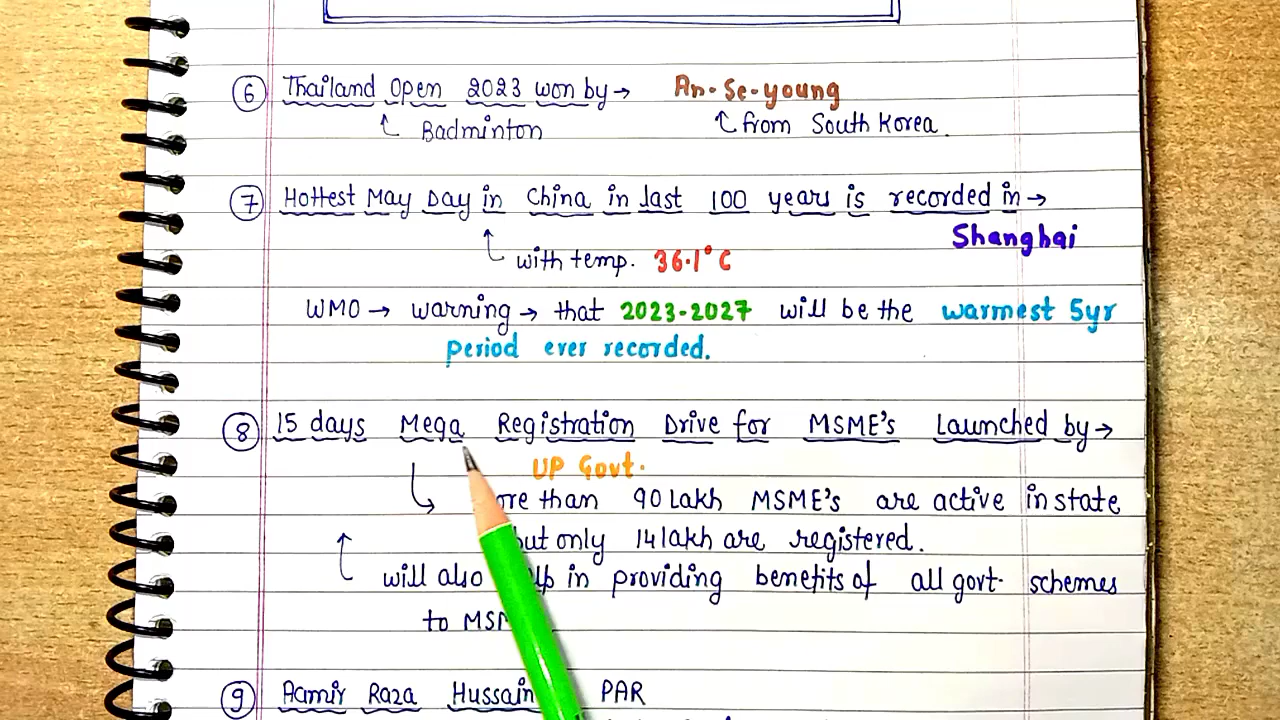 6 Thailand Open 2023 won by → An-Se-young
Badminton from South Korea
7 Hottest May Day in China in last 100 years is recorded in →
Shanghai
with temp. 36.1°C
WMO → warning → that 2023-2027 will be the warmest 5yr
period ever recorded.
8 15 days Mega Registration Drive for MSME's Launched by →
UP Govt.
than 90 lakh MSME's are active in state
but only 14 lakh are registered.
will also in providing benefits of all govt. schemes
to
9 Aamir Raza Hussain PAR